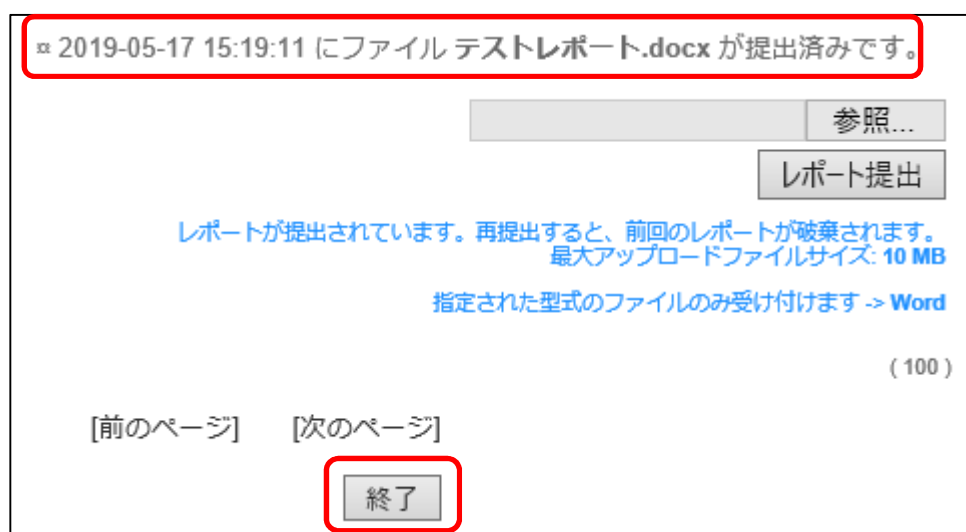 ¤ 2019-05-17 15:19:11 にファイル テストレポート.docx が提出済みです。
参照...
レポート提出
レポートが提出されています。再提出すると、前回のレポートが破棄されます。
最大アップロードファイルサイズ: 10 MB
指定された型式のファイルのみ受け付けます -> Word
( 100 )
[前のページ] [次のページ]
終了